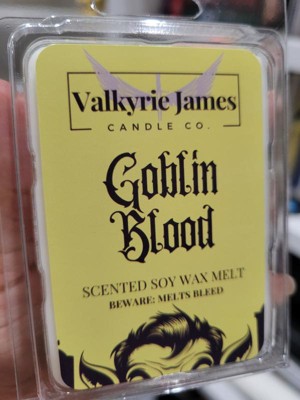 Valkyrie James
CANDLE CO.
Goblin
Blood
SCENTED SOY WAX MELT
BEWARE: MELTS BLEED